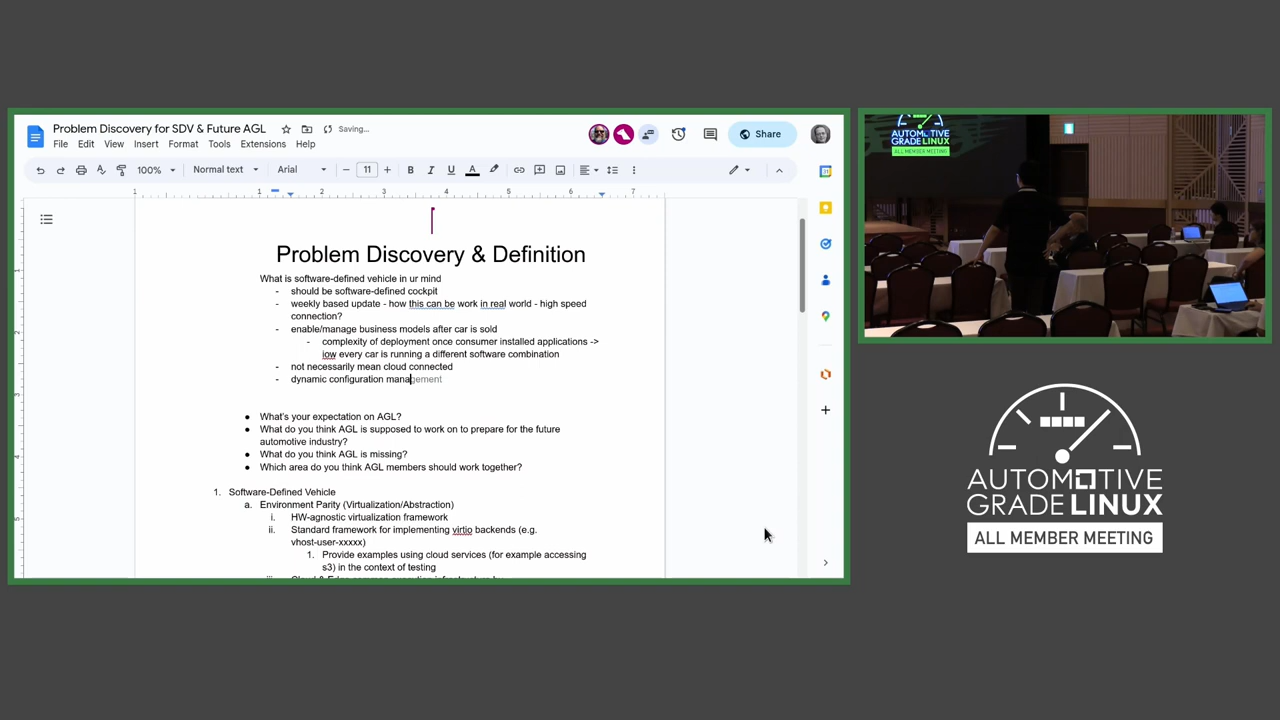 Problem Discovery for SDV & Future AGL
Saving...
File Edit View Insert Format Tools Extensions Help
Share
100%
Normal text
Arial
11
B I U A
1 1 2 3 4 5 6 7
Problem Discovery & Definition
What is software-defined vehicle in ur mind
- should be software-defined cockpit
- weekly based update - how this can be work in real world - high speed
connection?
- enable/manage business models after car is sold
- complexity of deployment once consumer installed applications ->
iow every car is running a different software combination
- not necessarily mean cloud connected
- dynamic configuration management
● What's your expectation on AGL?
● What do you think AGL is supposed to work on to prepare for the future
automotive industry?
● What do you think AGL is missing?
● Which area do you think AGL members should work together?
1. Software-Defined Vehicle
a. Environment Parity (Virtualization/Abstraction)
i. HW-agnostic virtualization framework
ii. Standard framework for implementing virtio backends (e.g.
vhost-user-xxxxx)
1. Provide examples using cloud services (for example accessing
s3) in the context of testing
AUTOMOTIVE
GRADE LINUX
ALL MEMBER MEETING
AUTOMOTIVE
GRADE LINUX
ALL MEMBER MEETING